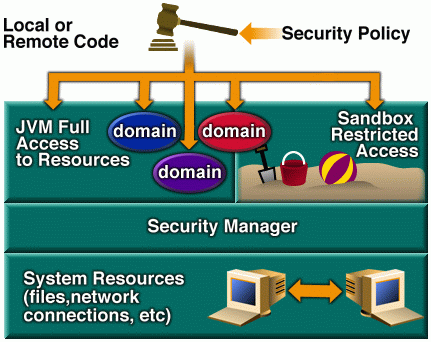 Local or
Remote Code
Security Policy
JVM Full
Access
to Resources
domain
domain
domain
Sandbox
Restricted
Access
Security Manager
System Resources
(files,network
connections, etc)